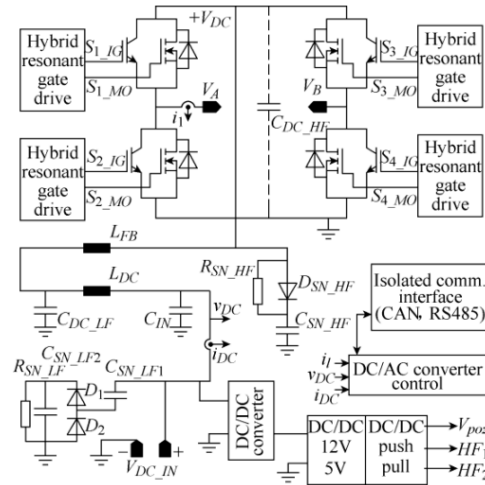 +V_DC
Hybrid resonant gate drive
S_1_IG
S_1_MO
V_A
i_1
V_B
C_DC_HF
S_3_IG
S_3_MO
Hybrid resonant gate drive
Hybrid resonant gate drive
S_2_IG
S_2_MO
S_4_IG
S_4_MO
Hybrid resonant gate drive
L_FB
L_DC
C_DC_LF
C_IN
v_DC
i_DC
R_SN_HF
D_SN_HF
C_SN_HF
Isolated comm.
interface
(CAN, RS485)
i_I
v_DC
i_DC
DC/AC converter
control
C_SN_LF2
R_SN_LF
C_SN_LF1
D_1
D_2
− +
V_DC_IN
DC/DC
converter
DC/DC
12V
5V
DC/DC
push
pull
V_poz
HF_1
HF_2